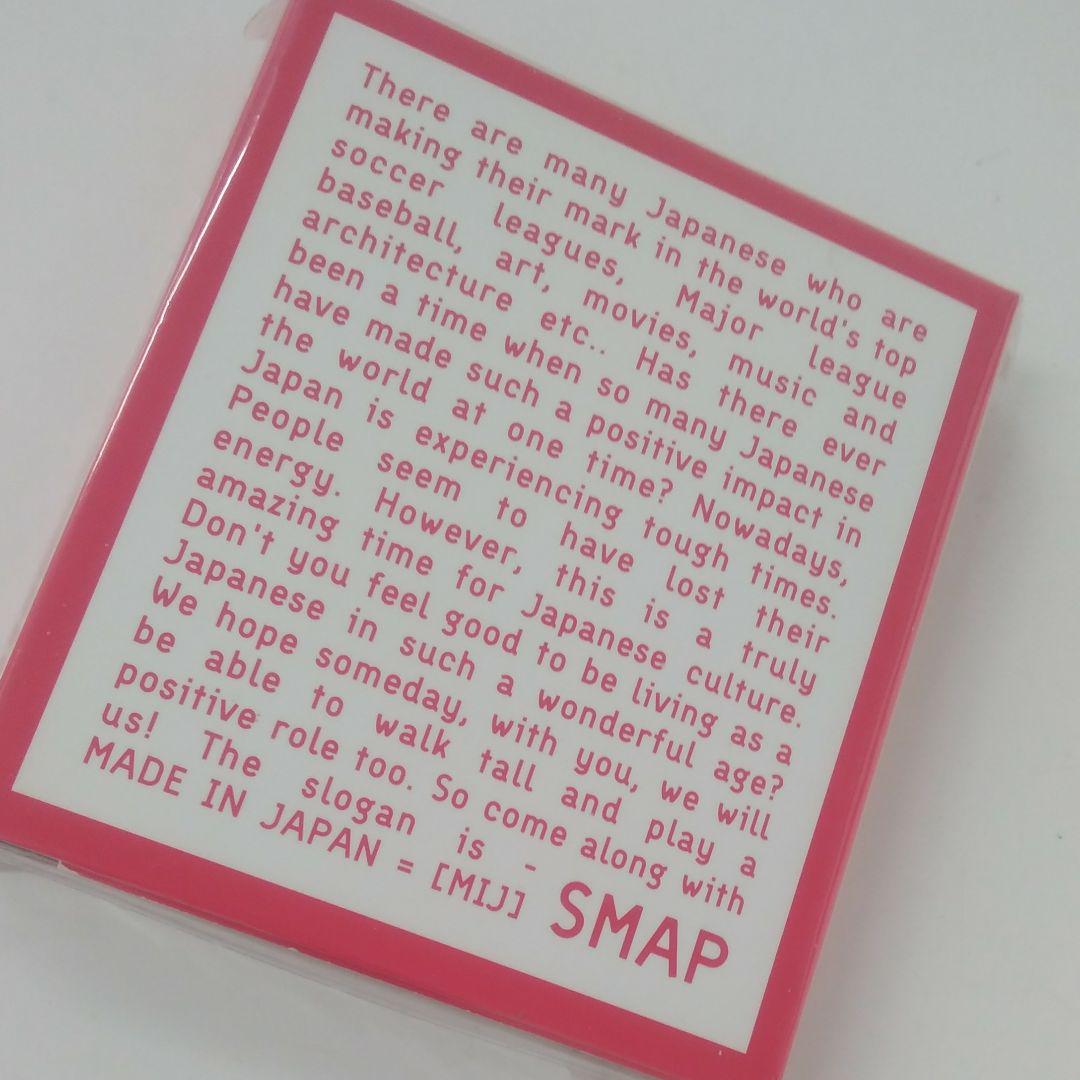 There are many Japanese who are
making their mark in the world's top
soccer leagues, Major league
baseball, art, movies, music and
architecture etc.. Has there ever
been a time when so many Japanese
have made such a positive impact in
the world at one time? Nowadays,
Japan is experiencing tough times.
People seem to have lost their
energy. However, this is a truly
amazing time for Japanese culture.
Don't you feel good to be living as a
Japanese in such a wonderful age?
We hope someday, with you, we will
be able to walk tall and play a
positive role too. So come along with
us! The slogan is -
MADE IN JAPAN = [MIJ] SMAP